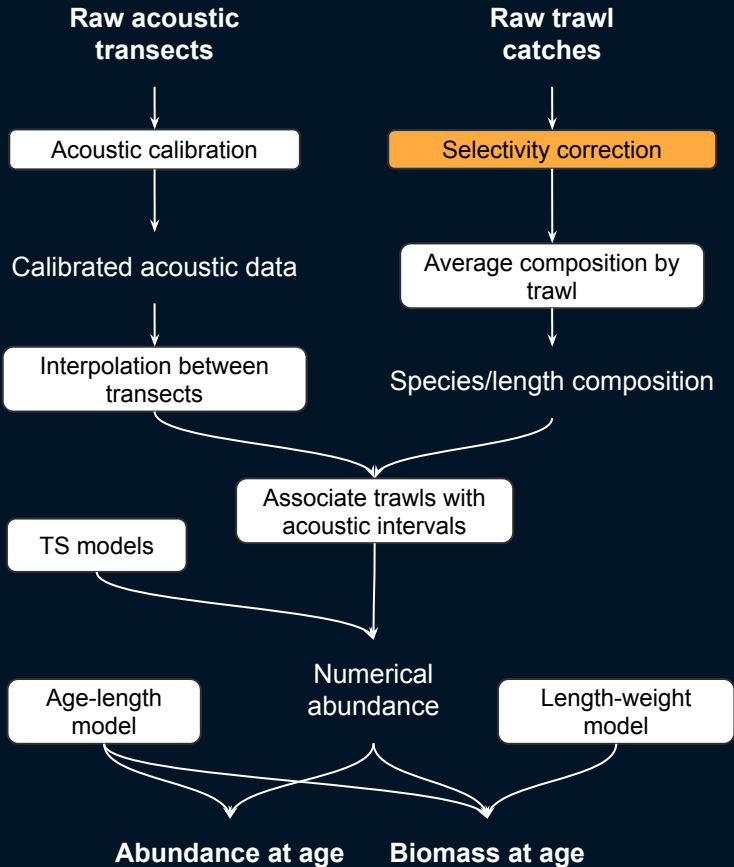 Raw acoustic
transects
Raw trawl
catches
Acoustic calibration
Selectivity correction
Calibrated acoustic data
Average composition by
trawl
Interpolation between
transects
Species/length composition
Associate trawls with
acoustic intervals
TS models
Numerical
abundance
Age-length
model
Length-weight
model
Abundance at age
Biomass at age